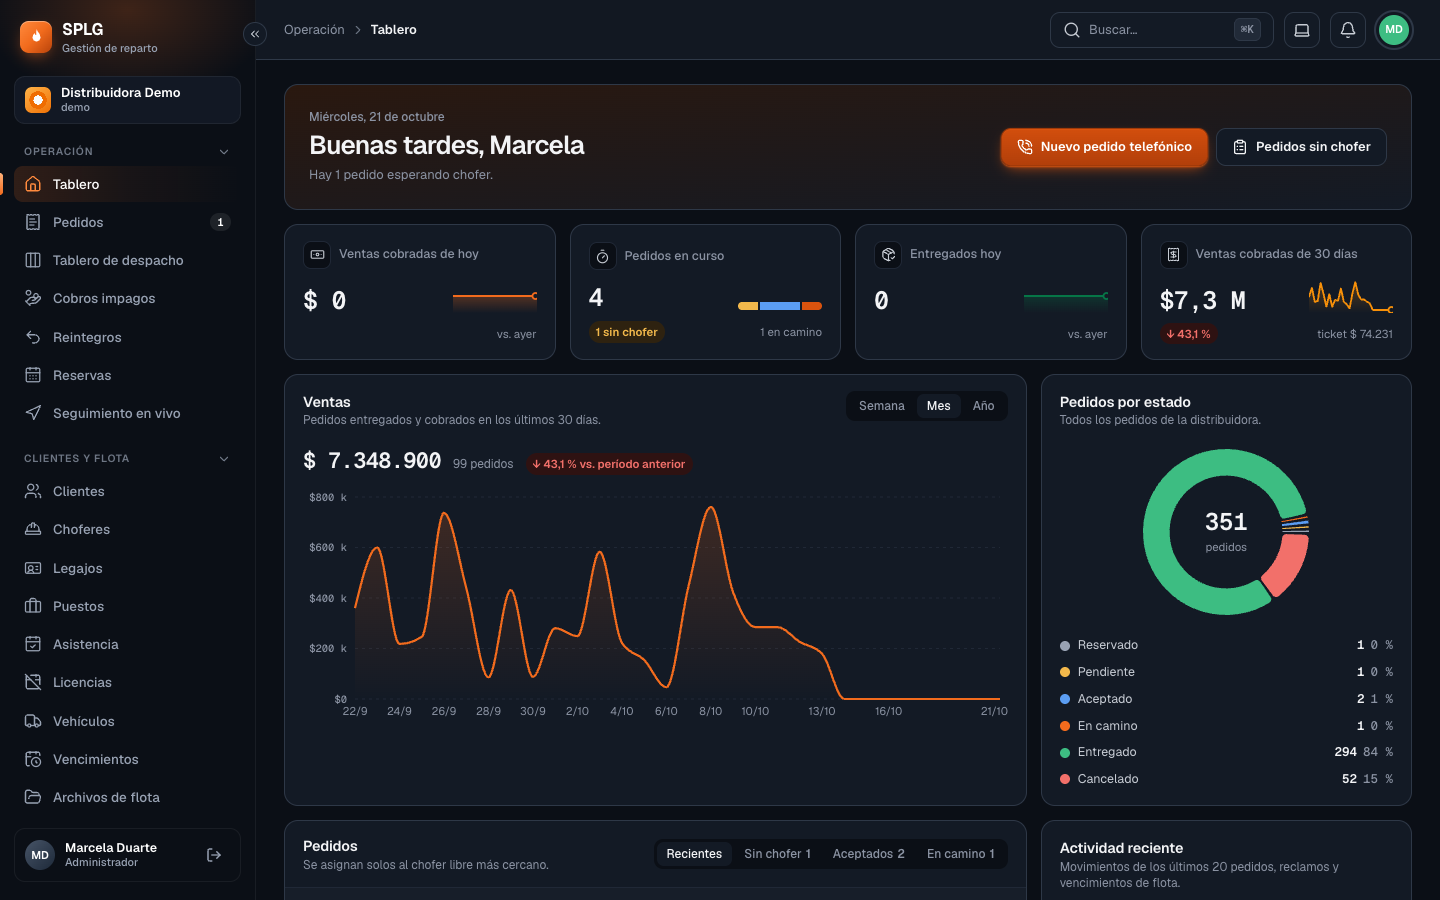 SPLG
Gestión de reparto
Distribuidora Demo
demo
OPERACIÓN
Tablero
Pedidos 1
Tablero de despacho
Cobros impagos
Reintegros
Reservas
Seguimiento en vivo
CLIENTES Y FLOTA
Clientes
Choferes
Legajos
Puestos
Asistencia
Licencias
Vehículos
Vencimientos
Archivos de flota
MD
Marcela Duarte
Administrador
Operación > Tablero
Buscar... ⌘K
MD
Miércoles, 21 de octubre
Buenas tardes, Marcela
Hay 1 pedido esperando chofer.
Nuevo pedido telefónico
Pedidos sin chofer
Ventas cobradas de hoy
$ 0
vs. ayer
Pedidos en curso
4
1 sin chofer
1 en camino
Entregados hoy
0
vs. ayer
Ventas cobradas de 30 días
$7,3 M
↓ 43,1 %
ticket $ 74.231
Ventas
Pedidos entregados y cobrados en los últimos 30 días.
Semana Mes Año
$ 7.348.900 99 pedidos ↓ 43,1 % vs. período anterior
$800 k
$600 k
$400 k
$200 k
$0
22/9 24/9 26/9 28/9 30/9 2/10 4/10 6/10 8/10 10/10 13/10 16/10 21/10
Pedidos por estado
Todos los pedidos de la distribuidora.
351
pedidos
Reservado 1 0 %
Pendiente 1 0 %
Aceptado 2 1 %
En camino 1 0 %
Entregado 294 84 %
Cancelado 52 15 %
Pedidos
Se asignan solos al chofer libre más cercano.
Recientes Sin chofer 1 Aceptados 2 En camino 1
Actividad reciente
Movimientos de los últimos 20 pedidos, reclamos y
vencimientos de flota.